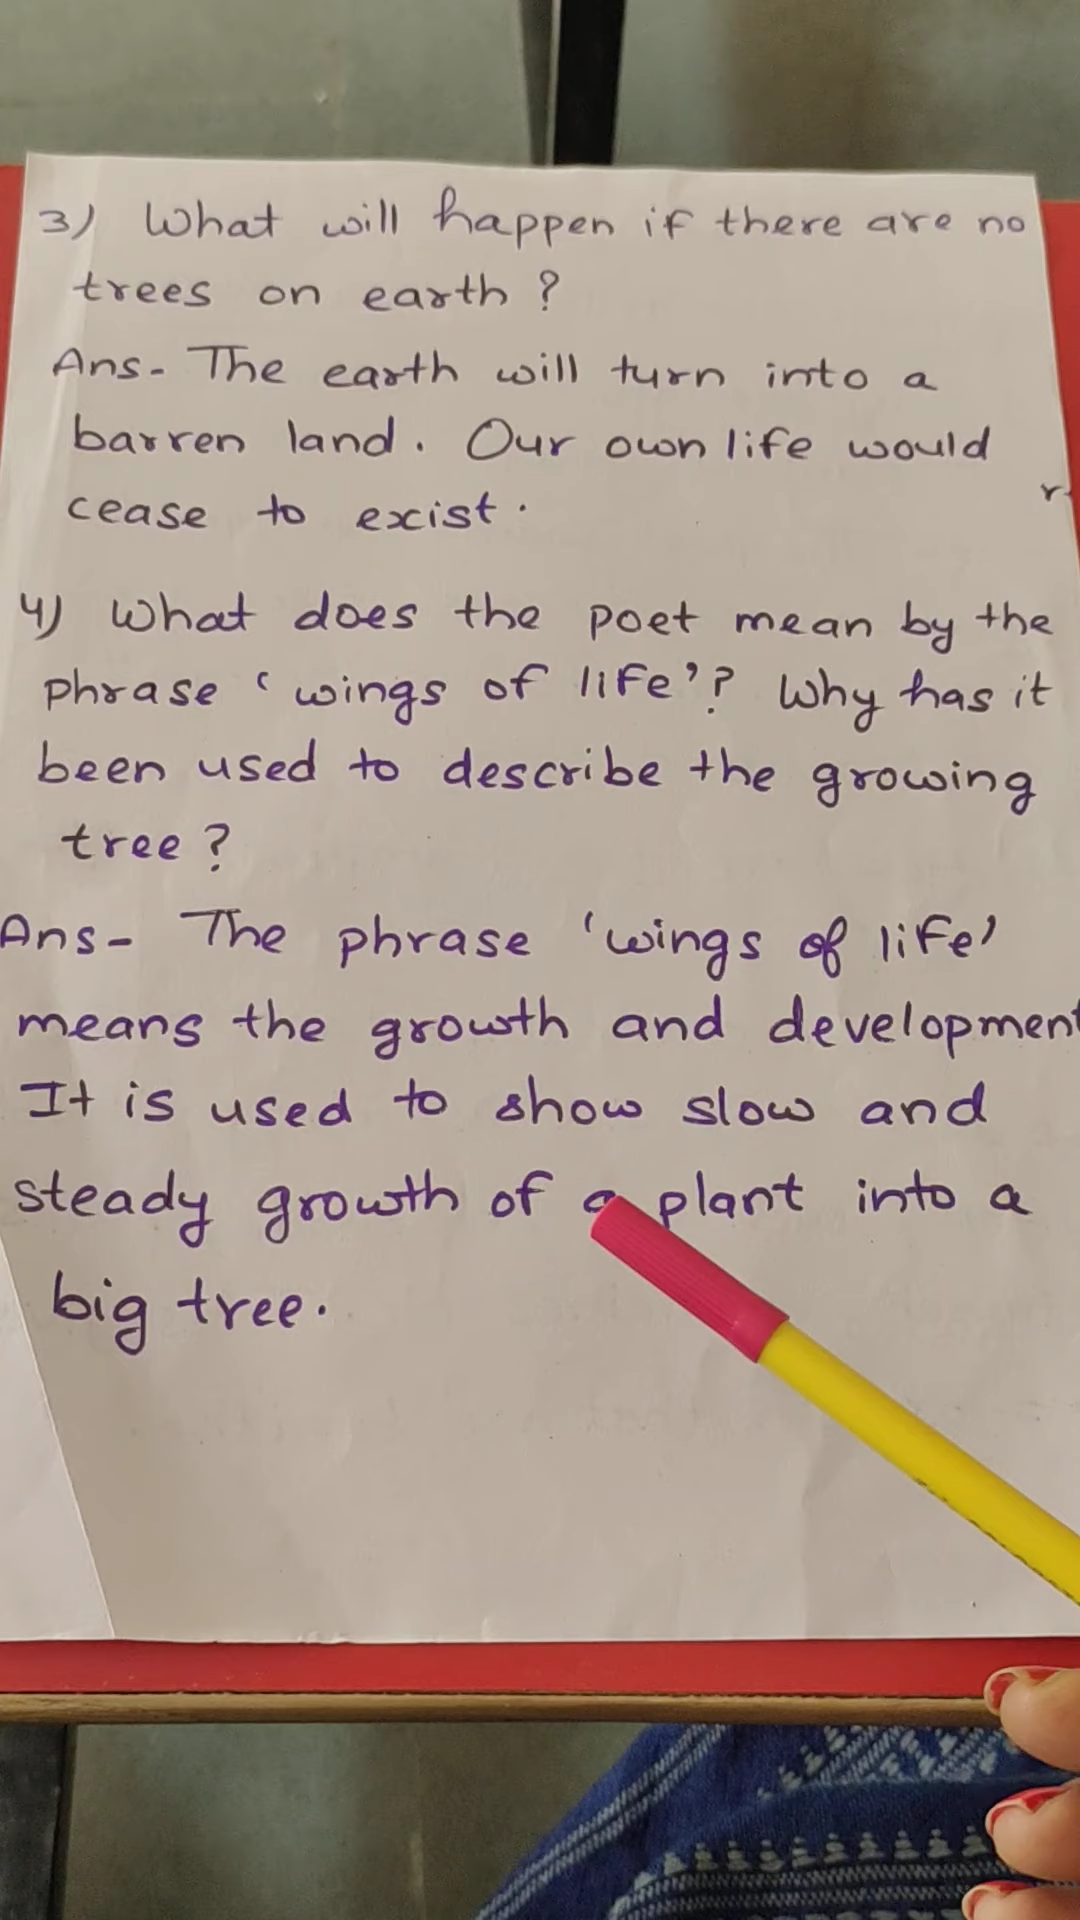 3) What will happen if there are no
trees on earth ?
Ans- The earth will turn into a
barren land. Our own life would
cease to exist.
4) What does the poet mean by the
phrase 'wings of life'? Why has it
been used to describe the growing
tree ?
Ans- The phrase 'wings of life'
means the growth and development
It is used to show slow and
steady growth of a plant into a
big tree.